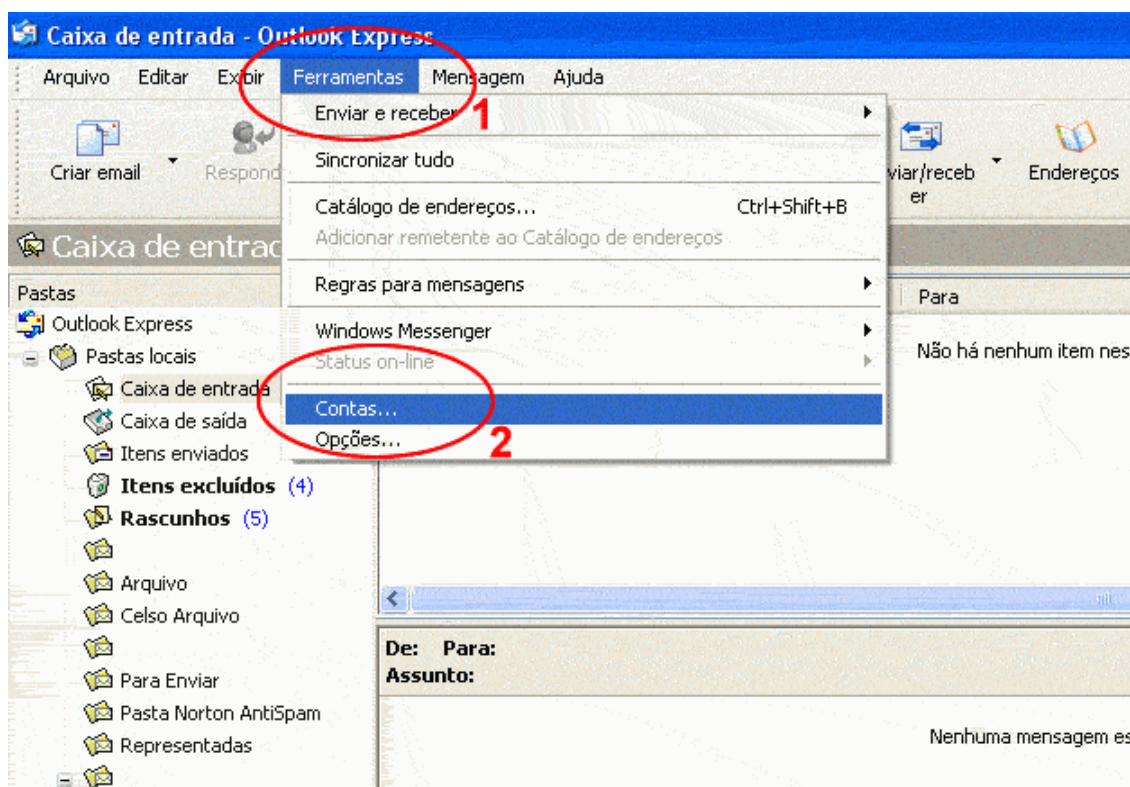 Caixa de entrada - Outlook Express
Arquivo Editar Exibir Ferramentas Mensagem Ajuda
1
Enviar e receber
Sincronizar tudo
Catálogo de endereços... Ctrl+Shift+B
Adicionar remetente ao Catálogo de endereços
Regras para mensagens
Windows Messenger
Status on-line
Contas...
Opções...
2
Criar email
Respond
viar/receb
er
Endereços
Caixa de entrad
Pastas
Outlook Express
Pastas locais
Caixa de entrada
Caixa de saída
Itens enviados
Itens excluídos (4)
Rascunhos (5)
Arquivo
Celso Arquivo
Para Enviar
Pasta Norton AntiSpam
Representadas
Para
Não há nenhum item nes
De: Para:
Assunto:
Nenhuma mensagem es